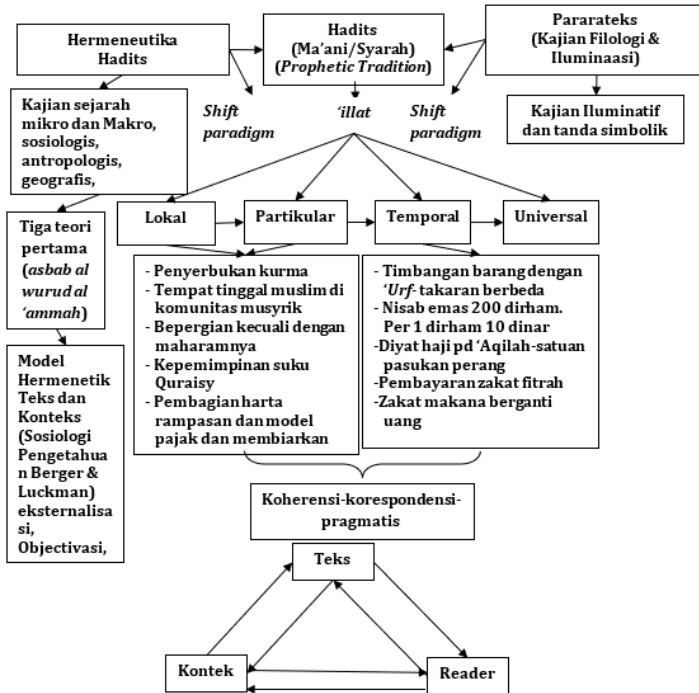 Hermeneutika
Hadits
Hadits
(Ma'ani/Syarah)
(Prophetic Tradition)
Pararateks
(Kajian Filologi &
Iluminaasi)
Kajian sejarah
mikro dan Makro,
sosiologis,
antropologis,
geografis,
Shift
paradigm
'illat
Shift
paradigm
Kajian Iluminatif
dan tanda simbolik
Tiga teori
pertama
(asbab al
wurud al
'ammah)
Lokal
Partikular
Temporal
Universal
- Penyerbukan kurma
- Tempat tinggal muslim di
komunitas musyrik
- Bepergian kecuali dengan
maharamnya
- Kepemimpinan suku
Quraisy
- Pembagian harta
rampasan dan model
pajak dan membiarkan
- Timbangan barang dengan
'Urf- takaran berbeda
- Nisab emas 200 dirham.
Per 1 dirham 10 dinar
-Diyat haji pd 'Aqilah-satuan
pasukan perang
-Pembayaran zakat fitrah
-Zakat makana berganti
uang
Model
Hermenetik
Teks dan
Konteks
(Sosiologi
Pengetahua
n Berger &
Luckman)
eksternalisa
si,
Objectivasi,
Koherensi-korespondensi-
pragmatis
Teks
Kontek
Reader